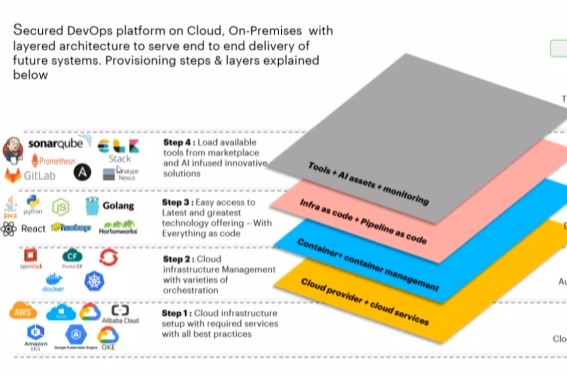 Secured DevOps platform on Cloud, On-Premises with
layered architecture to serve end to end delivery of
future systems. Provisioning steps & layers explained
below
sonarqube
Prometheus
Stack
GitLab
Nexus
Step 4 : Load available
tools from marketplace
and AI infused innovative
solutions
Tools + AI assets + monitoring
Java
python
JS
Golang
React
hadoop
Hortonworks
Step 3 : Easy access to
Latest and greatest
technology offering – With
Everything as code
Infra as code + Pipeline as code
openstack
CF
Pivotal CF
docker
Step 2 : Cloud
infrastructure Management
with varieties of
orchestration
Container+ container management
AWS
Alibaba Cloud
Amazon
EKS
Google Kubernetes Engine
GKE
Step 1 : Cloud infrastructure
setup with required services
with all best practices
Cloud provider + cloud services
T
Au
Clo